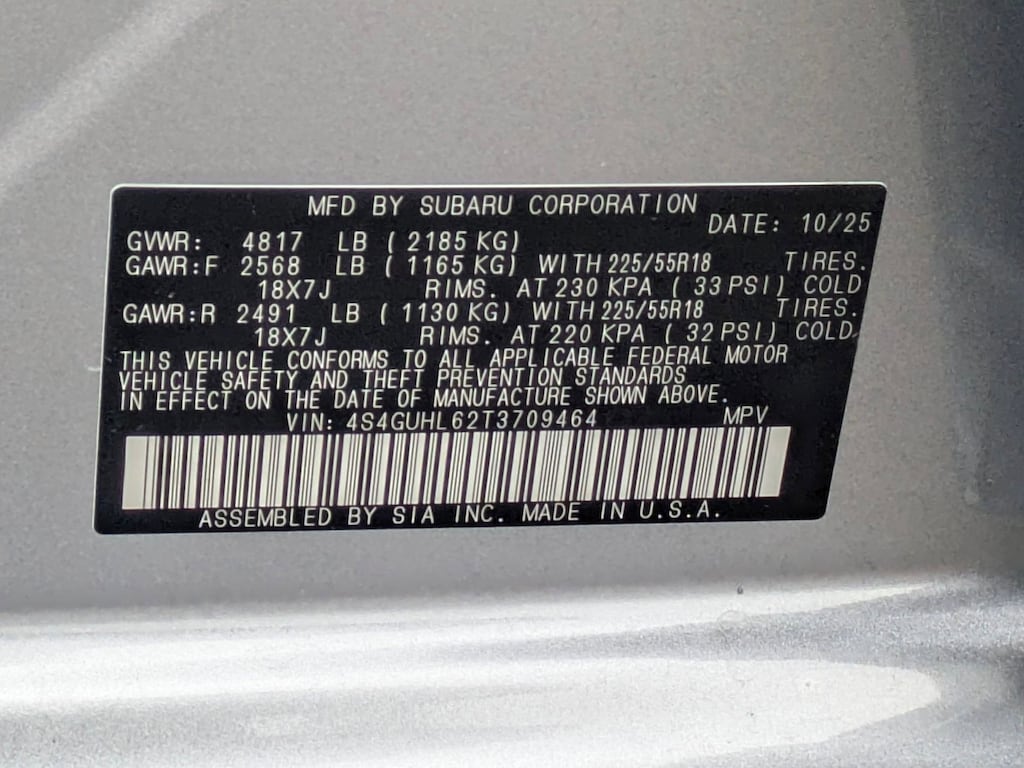 MFD BY SUBARU CORPORATION
DATE: 10/25
GVWR: 4817 LB ( 2185 KG)
GAWR:F 2568 LB ( 1165 KG) WITH 225/55R18 TIRES.
18X7J RIMS. AT 230 KPA ( 33 PSI) COLD
GAWR:R 2491 LB ( 1130 KG) WITH 225/55R18 TIRES.
18X7J RIMS. AT 220 KPA ( 32 PSI) COLD.
THIS VEHICLE CONFORMS TO ALL APPLICABLE FEDERAL MOTOR
VEHICLE SAFETY AND THEFT PREVENTION STANDARDS
IN EFFECT ON THE DATE OF MANUFACTURE SHOWN ABOVE.
VIN: 4S4GUHL62T3709464 MPV
ASSEMBLED BY SIA INC. MADE IN U.S.A.